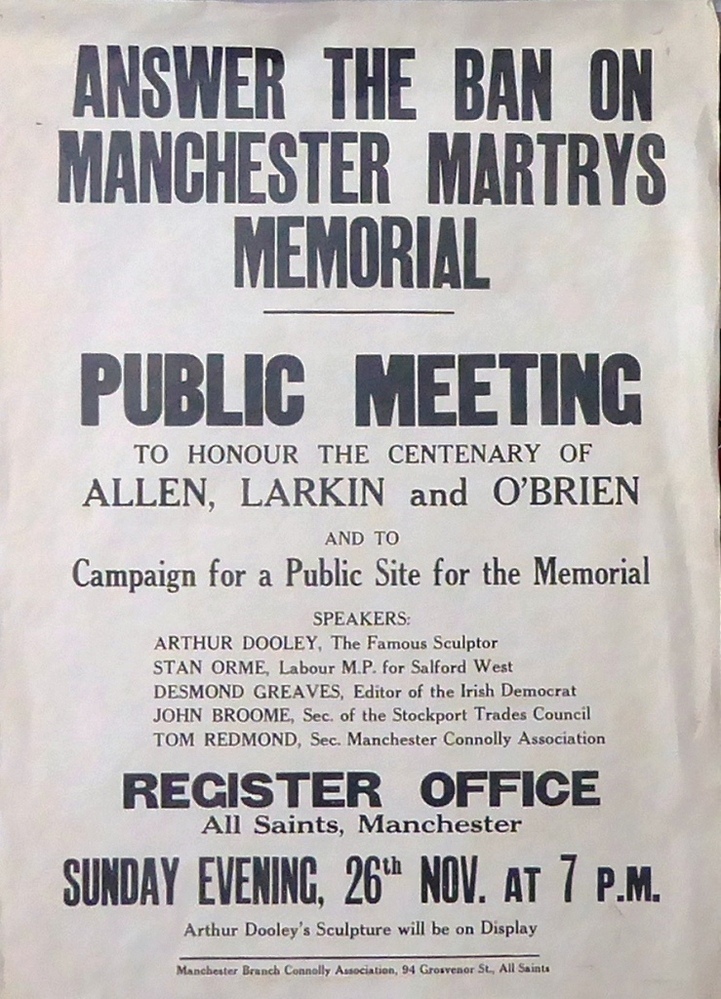 ANSWER THE BAN ON
MANCHESTER MARTRYS
MEMORIAL
PUBLIC MEETING
TO HONOUR THE CENTENARY OF
ALLEN, LARKIN and O'BRIEN
AND TO
Campaign for a Public Site for the Memorial
SPEAKERS:
ARTHUR DOOLEY, The Famous Sculptor
STAN ORME, Labour M.P. for Salford West
DESMOND GREAVES, Editor of the Irish Democrat
JOHN BROOME, Sec. of the Stockport Trades Council
TOM REDMOND, Sec. Manchester Connolly Association
REGISTER OFFICE
All Saints, Manchester
SUNDAY EVENING, 26th NOV. AT 7 P.M.
Arthur Dooley's Sculpture will be on Display
Manchester Branch Connolly Association, 94 Grosvenor St., All Saints